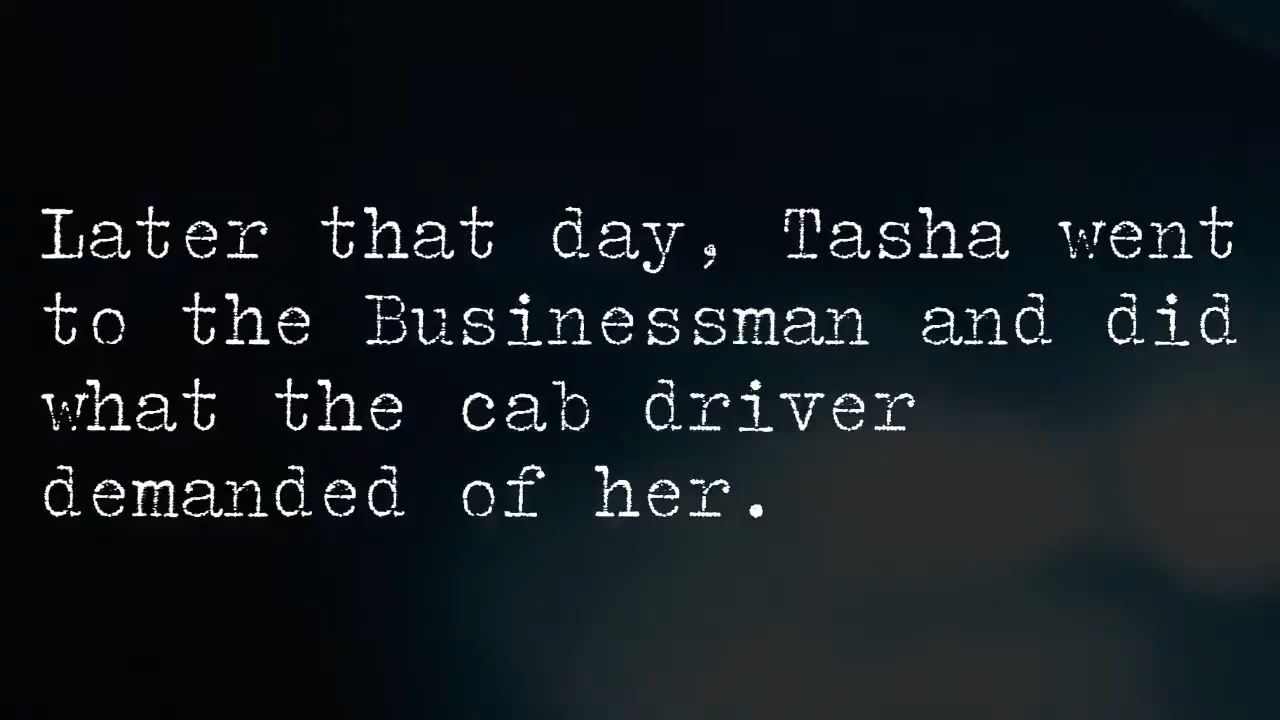 Later that day, Tasha went
to the Businessman and did
what the cab driver
demanded of her.